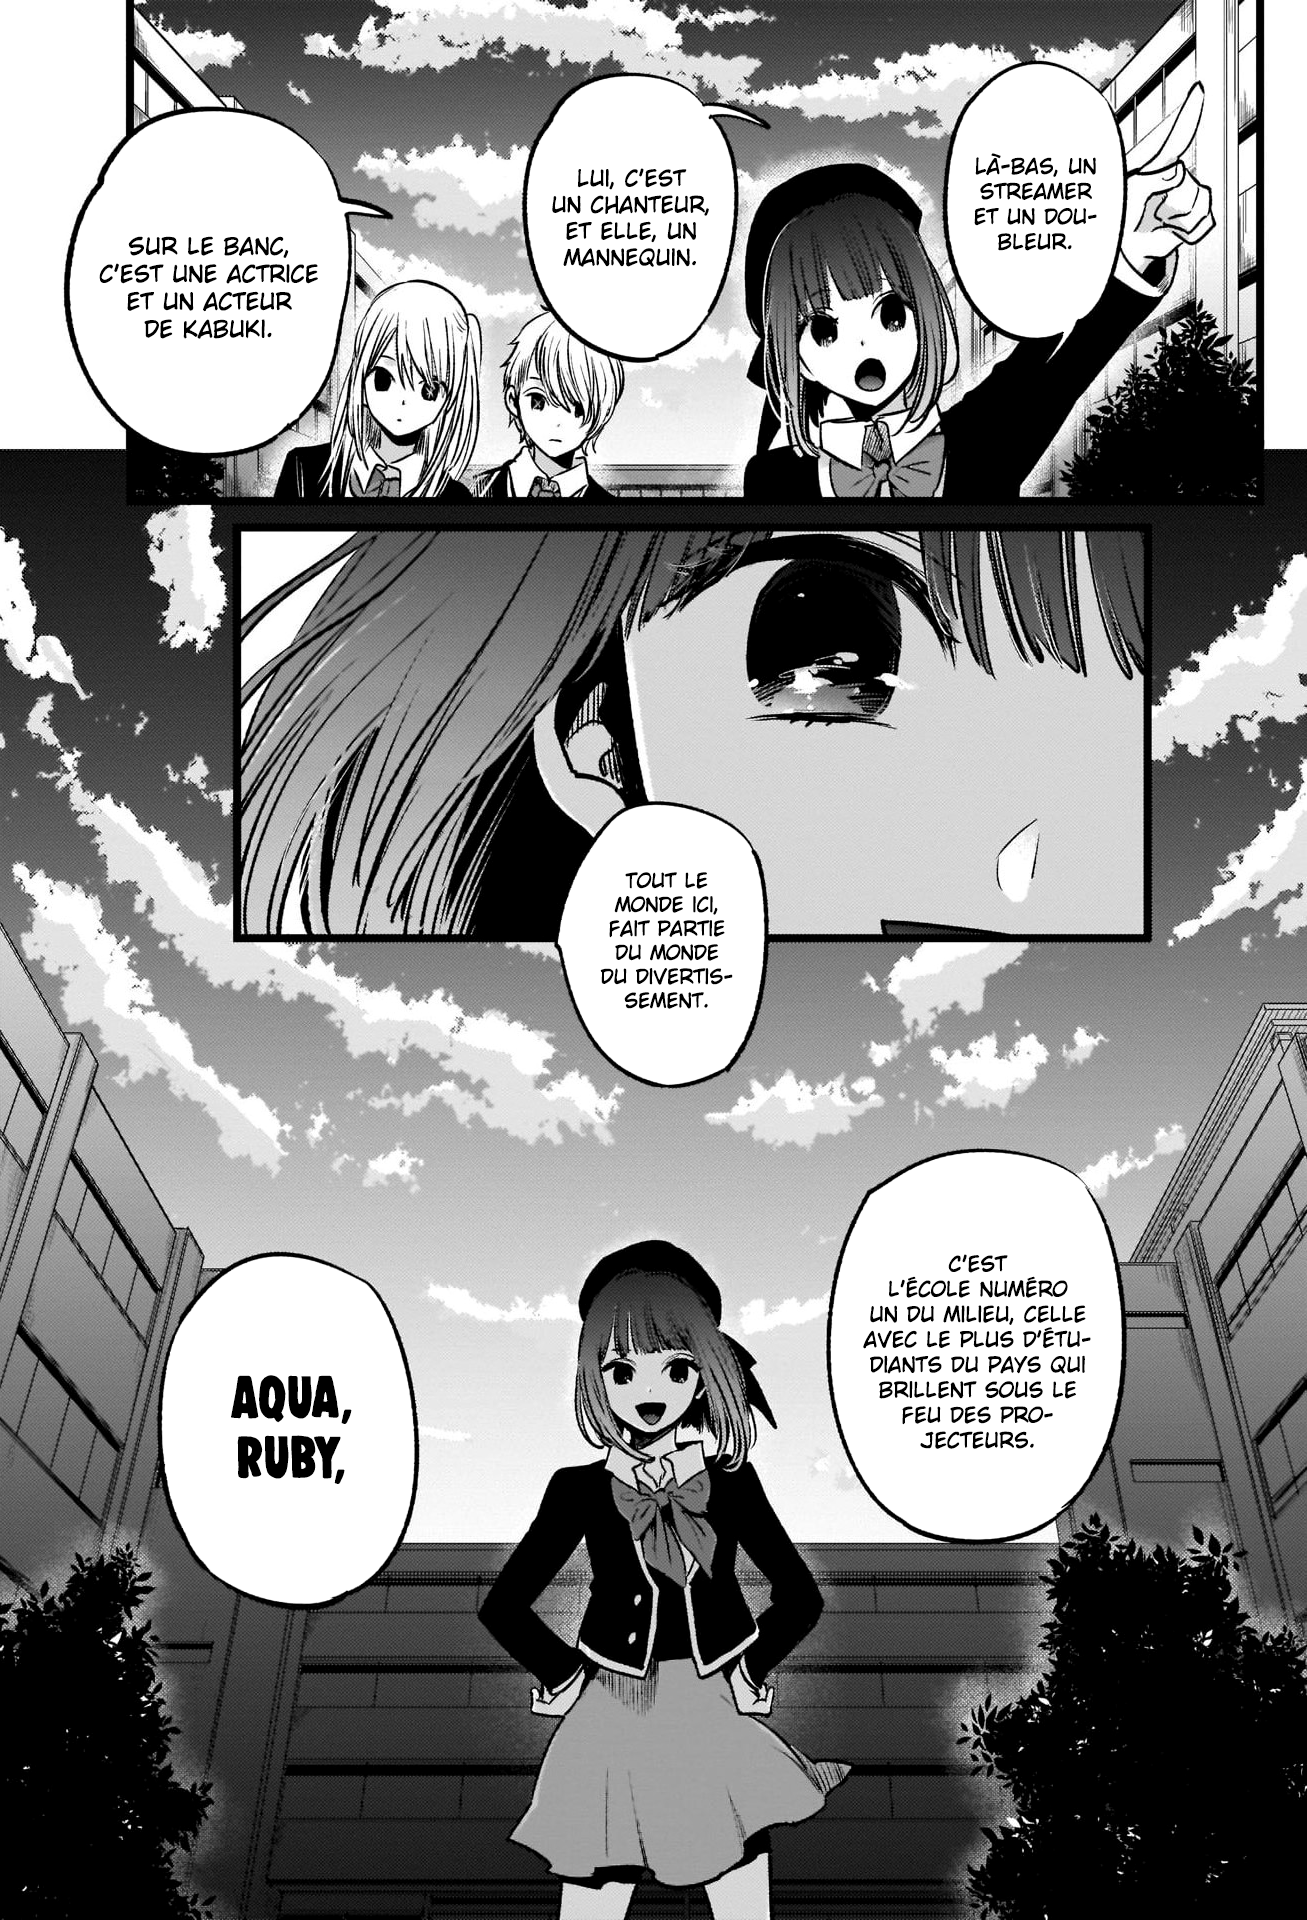 LÀ-BAS, UN
STREAMER
ET UN DOU-
BLEUR.
LUI, C'EST
UN CHANTEUR,
ET ELLE, UN
MANNEQUIN.
SUR LE BANC,
C'EST UNE ACTRICE
ET UN ACTEUR
DE KABUKI.
TOUT LE
MONDE ICI,
FAIT PARTIE
DU MONDE
DU DIVERTIS-
SEMENT.
C'EST
L'ÉCOLE NUMÉRO
UN DU MILIEU, CELLE
AVEC LE PLUS D'ÉTU-
DIANTS DU PAYS QUI
BRILLENT SOUS LE
FEU DES PRO-
JECTEURS.
AQUA,
RUBY,